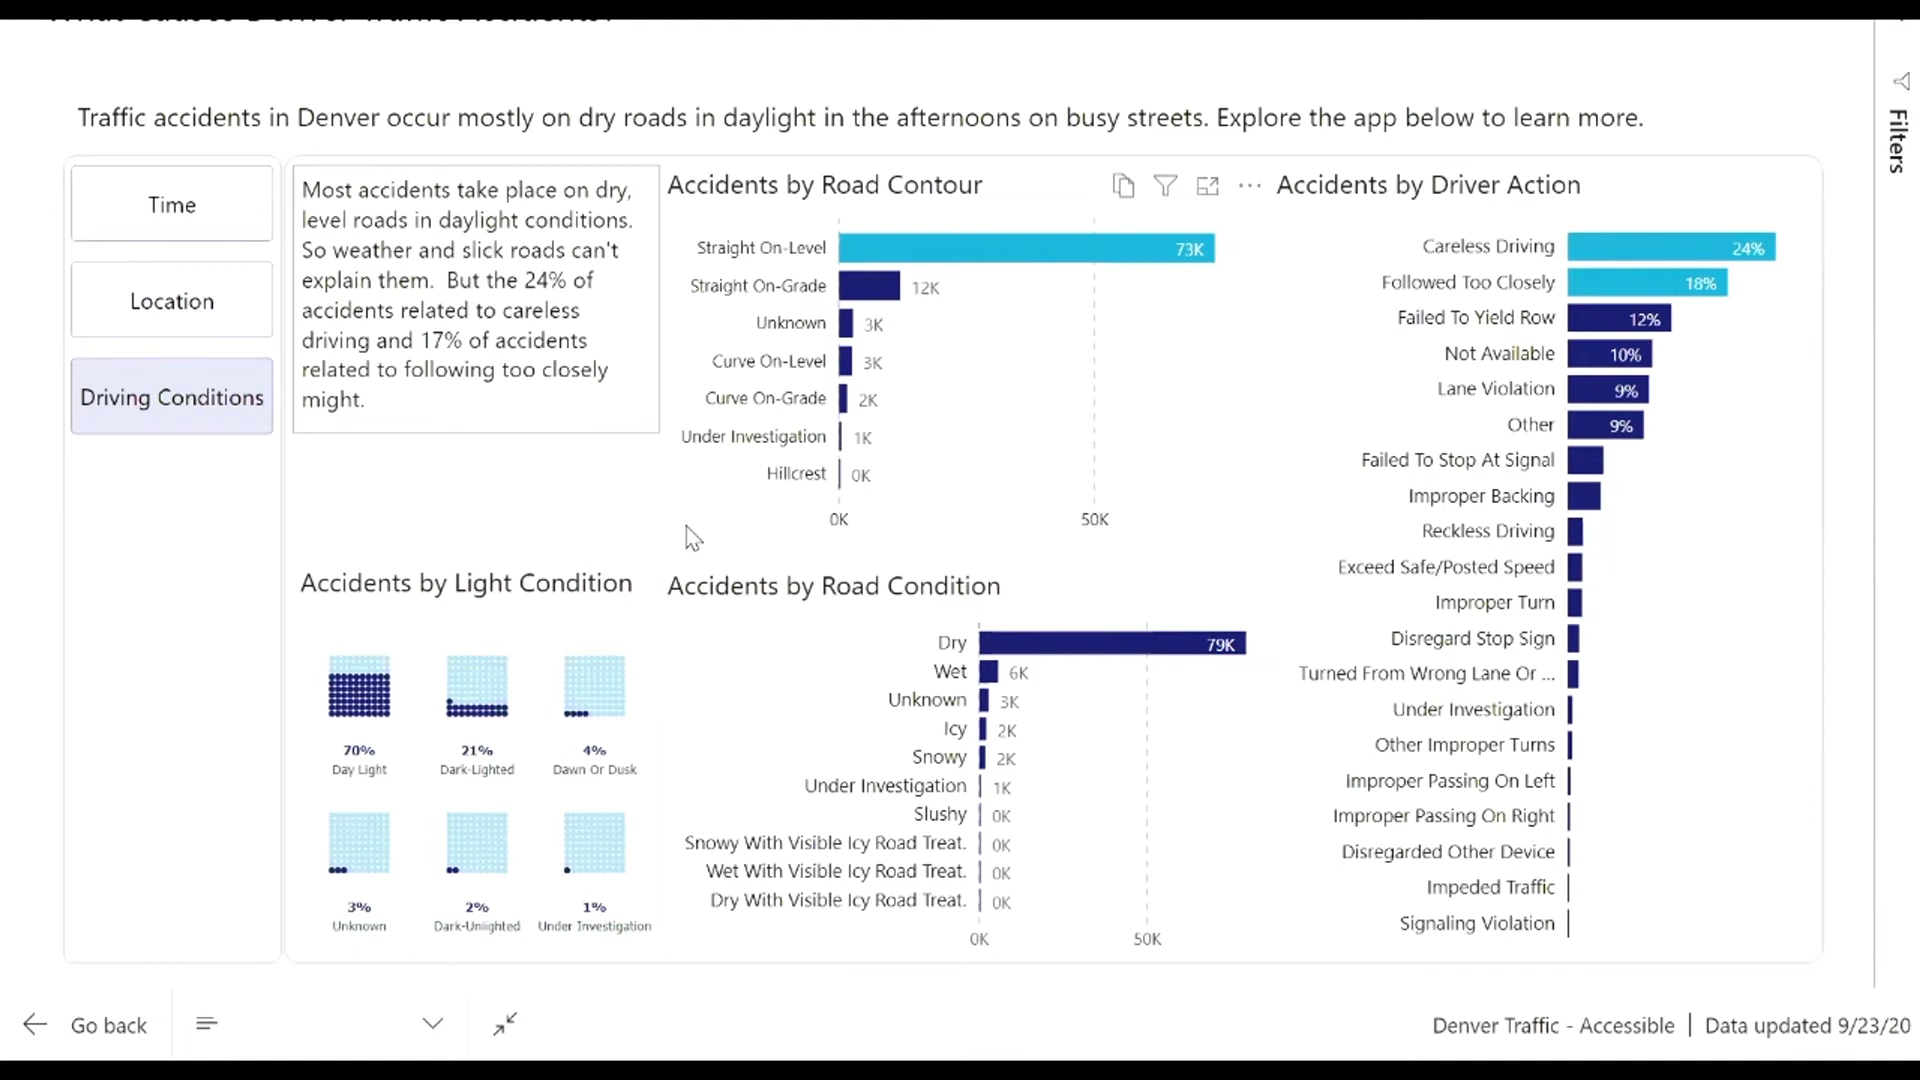 Traffic accidents in Denver occur mostly on dry roads in daylight in the afternoons on busy streets. Explore the app below to learn more.
Filters
Time
Location
Driving Conditions
Most accidents take place on dry,
level roads in daylight conditions.
So weather and slick roads can't
explain them. But the 24% of
accidents related to careless
driving and 17% of accidents
related to following too closely
might.
Accidents by Road Contour
Straight On-Level 73K
Straight On-Grade 12K
Unknown 3K
Curve On-Level 3K
Curve On-Grade 2K
Under Investigation 1K
Hillcrest 0K
0K 50K
Accidents by Driver Action
Careless Driving 24%
Followed Too Closely 18%
Failed To Yield Row 12%
Not Available 10%
Lane Violation 9%
Other 9%
Failed To Stop At Signal
Improper Backing
Reckless Driving
Exceed Safe/Posted Speed
Improper Turn
Disregard Stop Sign
Turned From Wrong Lane Or ...
Under Investigation
Other Improper Turns
Improper Passing On Left
Improper Passing On Right
Disregarded Other Device
Impeded Traffic
Signaling Violation
Accidents by Light Condition
70% 21% 4%
Day Light Dark-Lighted Dawn Or Dusk
3% 2% 1%
Unknown Dark-Unlighted Under Investigation
Accidents by Road Condition
Dry 79K
Wet 6K
Unknown 3K
Icy 2K
Snowy 2K
Under Investigation 1K
Slushy 0K
Snowy With Visible Icy Road Treat. 0K
Wet With Visible Icy Road Treat. 0K
Dry With Visible Icy Road Treat. 0K
0K 50K
Go back
Denver Traffic - Accessible | Data updated 9/23/20